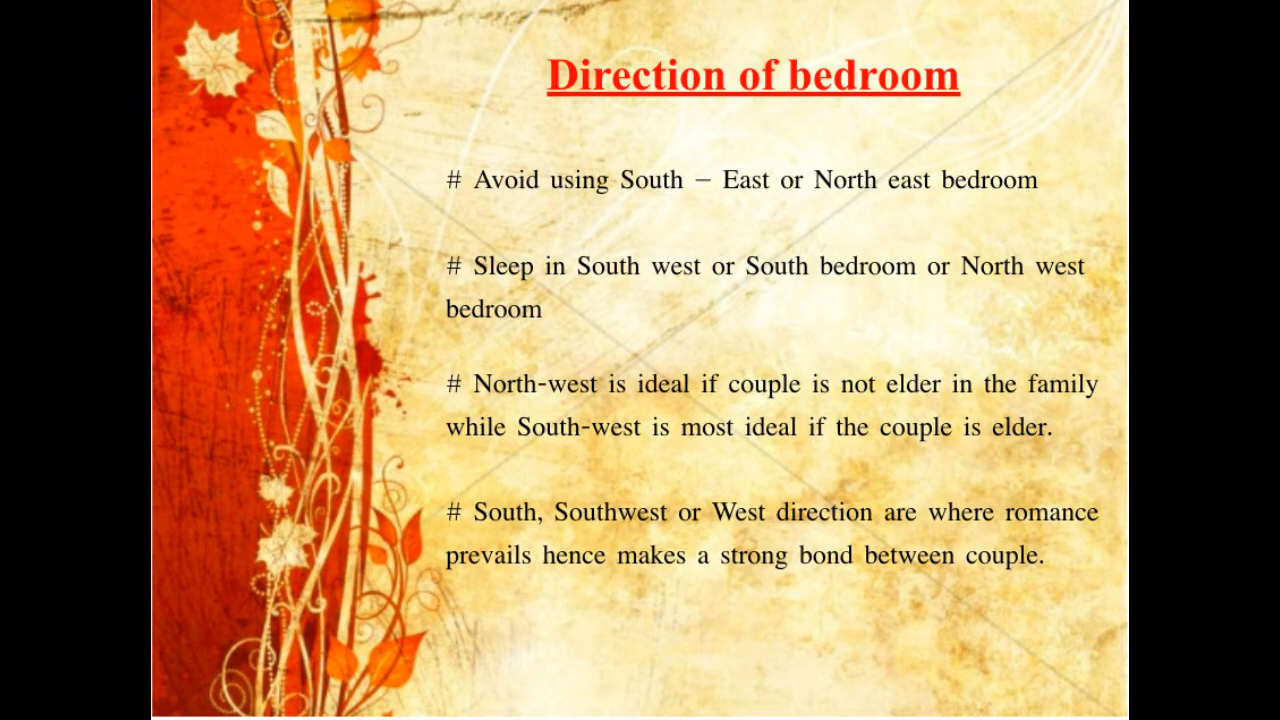 Direction of bedroom
# Avoid using South – East or North east bedroom
# Sleep in South west or South bedroom or North west
bedroom
# North-west is ideal if couple is not elder in the family
while South-west is most ideal if the couple is elder.
# South, Southwest or West direction are where romance
prevails hence makes a strong bond between couple.